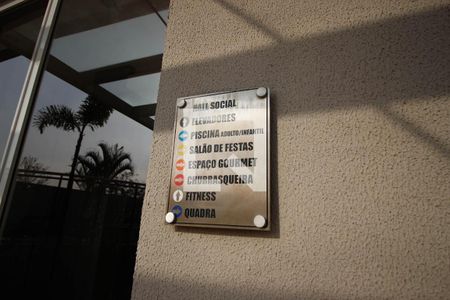 HALL SOCIAL
ELEVADORES
PISCINA ADULTO/INFANTIL
SALÃO DE FESTAS
ESPAÇO GOURMET
CHURRASQUEIRA
FITNESS
QUADRA